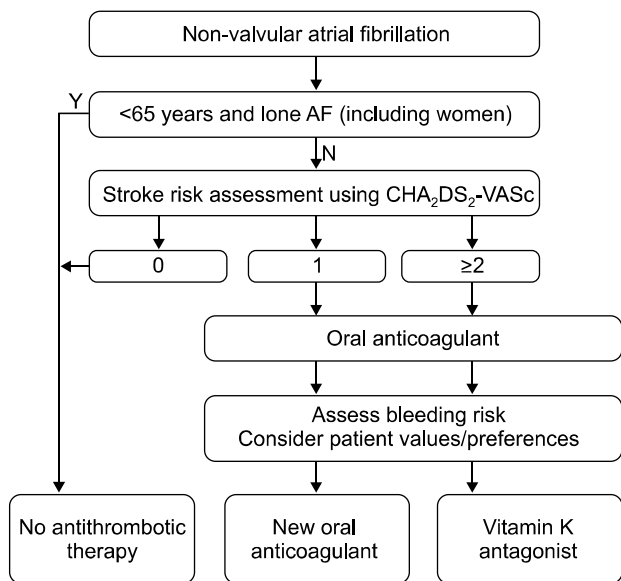 Non-valvular atrial fibrillation
Y
<65 years and lone AF (including women)
N
Stroke risk assessment using CHA₂DS₂-VASc
0
1
≥2
Oral anticoagulant
Assess bleeding risk
Consider patient values/preferences
No antithrombotic
therapy
New oral
anticoagulant
Vitamin K
antagonist